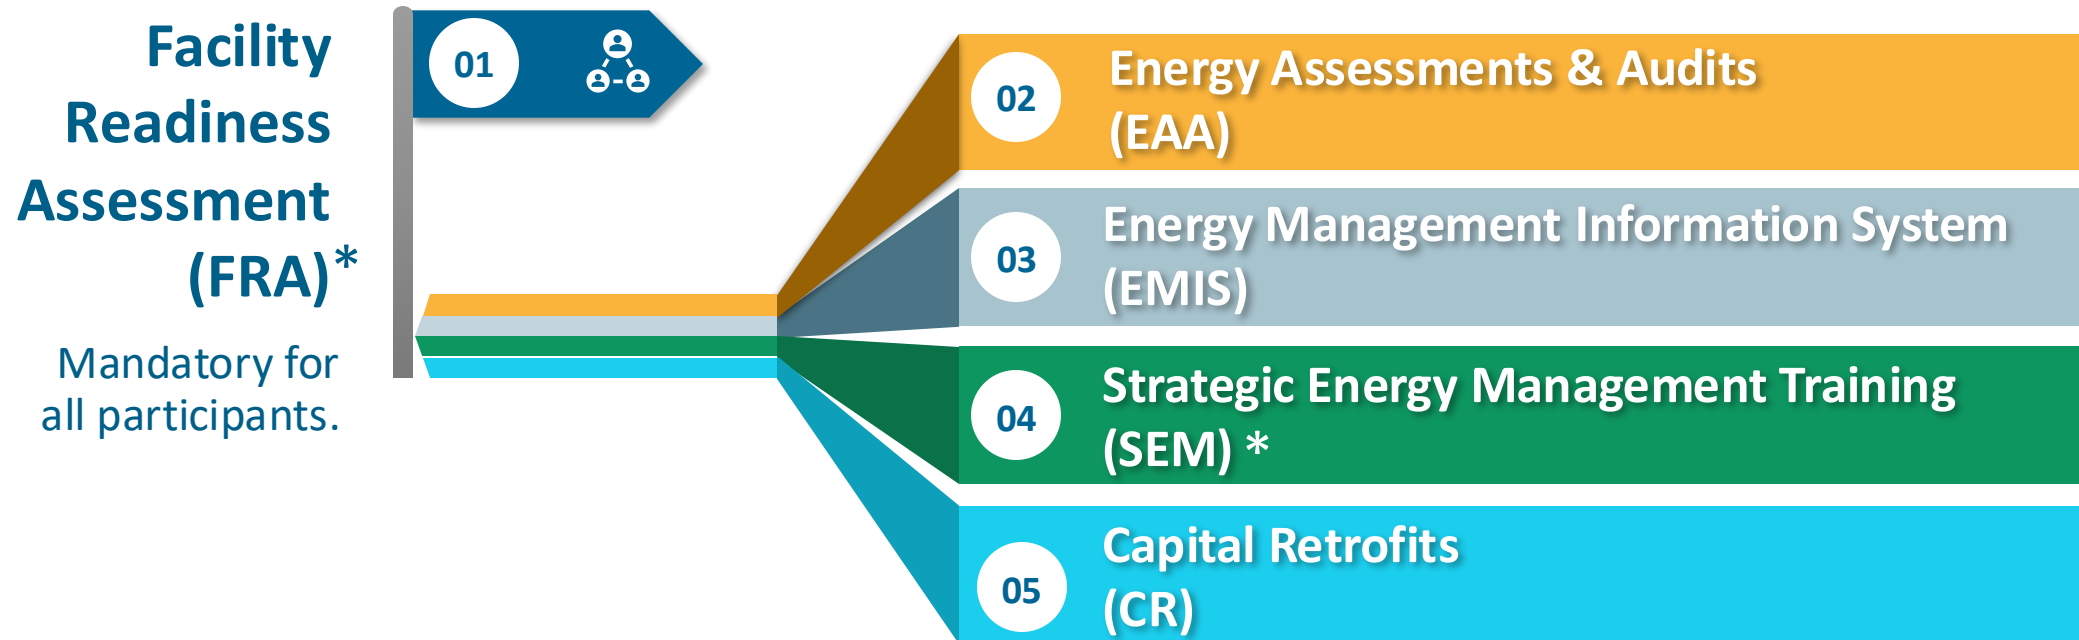 Facility
Readiness
Assessment
(FRA)*
Mandatory for
all participants.
01
02
Energy Assessments & Audits
(EAA)
03
Energy Management Information System
(EMIS)
04
Strategic Energy Management Training
(SEM) *
05
Capital Retrofits
(CR)